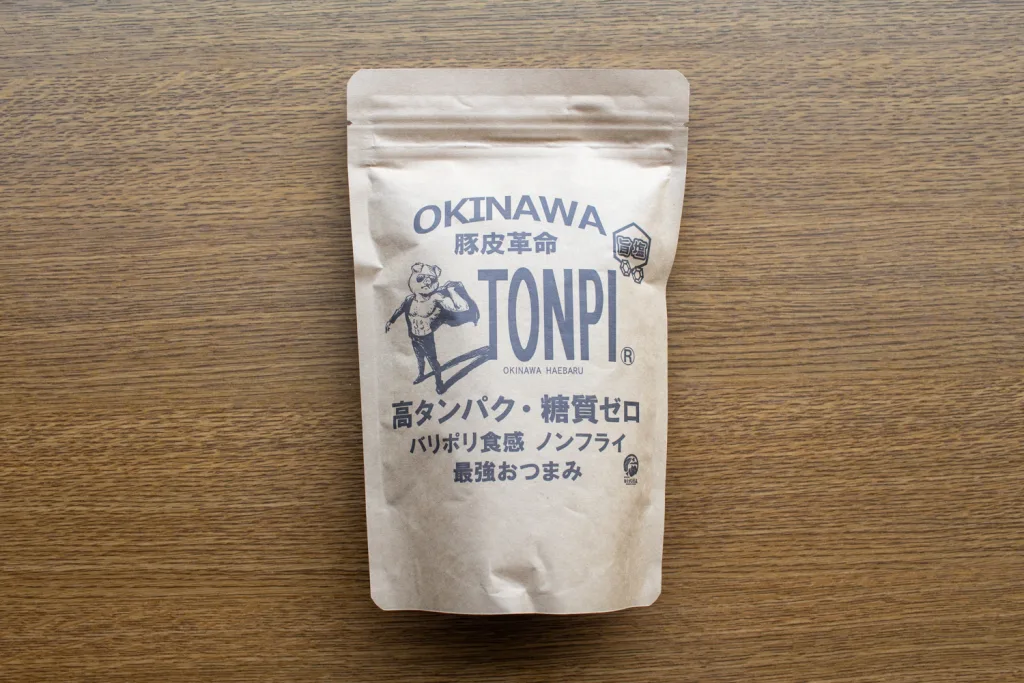 OKINAWA
豚皮革命
旨塩
TONPI®
OKINAWA HAEBARU
高タンパク・糖質ゼロ
バリポリ食感 ノンフライ
最強おつまみ